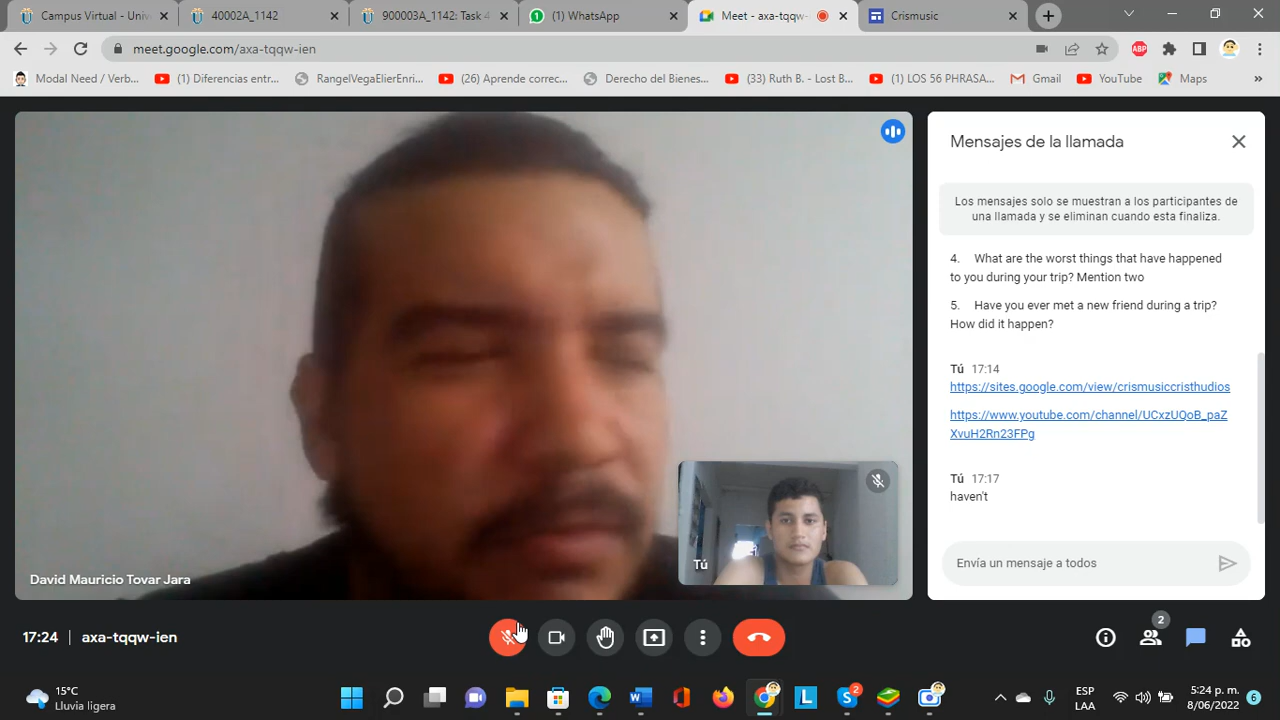 Campus Virtual - Univ
40002A_1142
900003A_1142: Task 4
(1) WhatsApp
Meet - axa-tqqw-
Crismusic
meet.google.com/axa-tqqw-ien
Modal Need / Verb...
(1) Diferencias entr...
RangelVegaElierEnri...
(26) Aprende correc...
Derecho del Bienes...
(33) Ruth B. - Lost B...
(1) LOS 56 PHRASA...
Gmail
YouTube
Maps
»
ABP
Mensajes de la llamada
Los mensajes solo se muestran a los participantes de
una llamada y se eliminan cuando esta finaliza.
4. What are the worst things that have happened
to you during your trip? Mention two
5. Have you ever met a new friend during a trip?
How did it happen?
Tú 17:14
https://sites.google.com/view/crismusiccristhudios
https://www.youtube.com/channel/UCxzUQoB_paZ
XvuH2Rn23FPg
Tú 17:17
haven't
Envía un mensaje a todos
Tú
David Mauricio Tovar Jara
17:24 | axa-tqqw-ien
2
15°C
Lluvia ligera
2
ESP
LAA
5:24 p. m.
8/06/2022
6